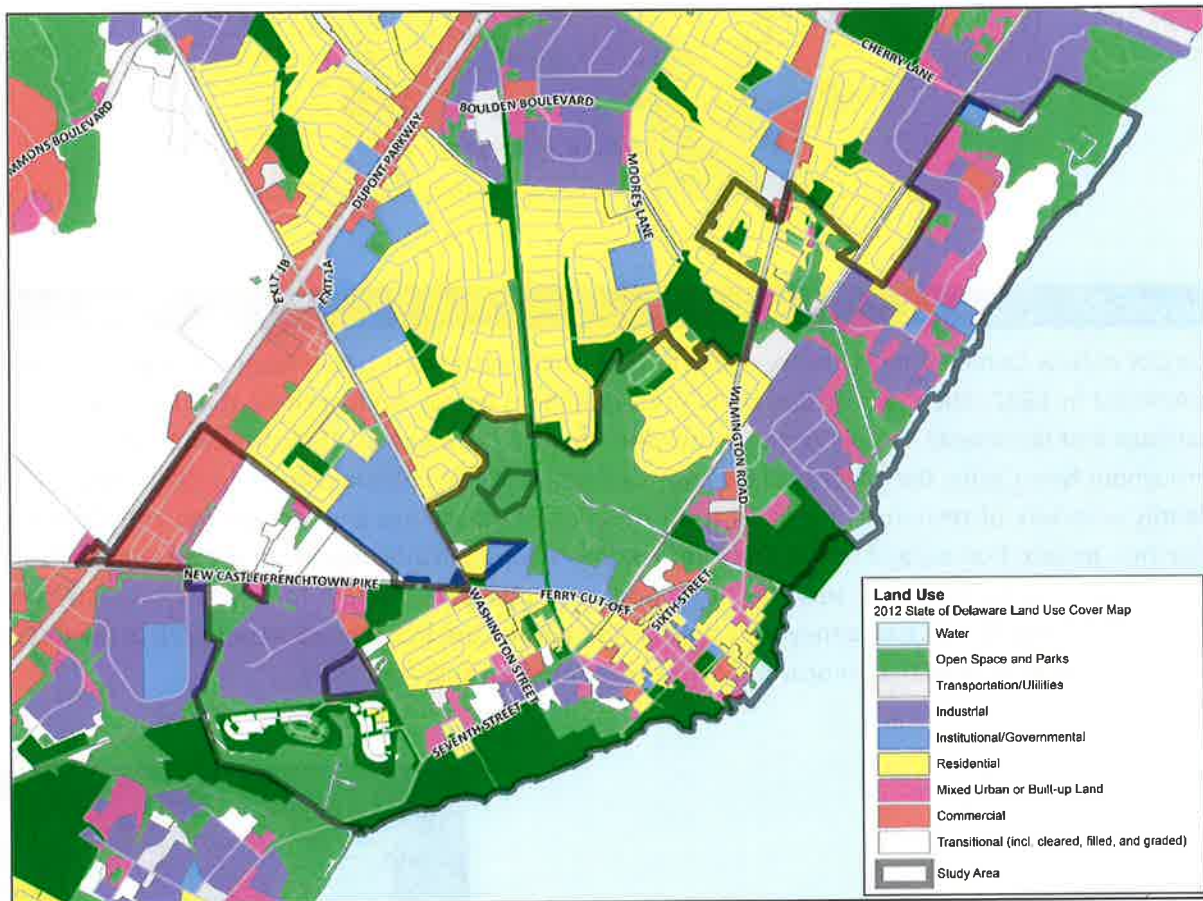 CHERRY LANE
MMONS BOULEVARD
BOULDEN BOULEVARD
DUPONT PARKWAY
MOORES LANE
EXIT-1B
EXIT-1A
WILMINGTON ROAD
NEW CASTLE/FRENCHTOWN PIKE
WASHINGTON STREET
FERRY CUT-OFF
SIXTH STREET
SEVENTH STREET
Land Use
2012 State of Delaware Land Use Cover Map
Water
Open Space and Parks
Transportation/Utilities
Industrial
Institutional/Governmental
Residential
Mixed Urban or Built-up Land
Commercial
Transitional (incl, cleared, filled, and graded)
Study Area